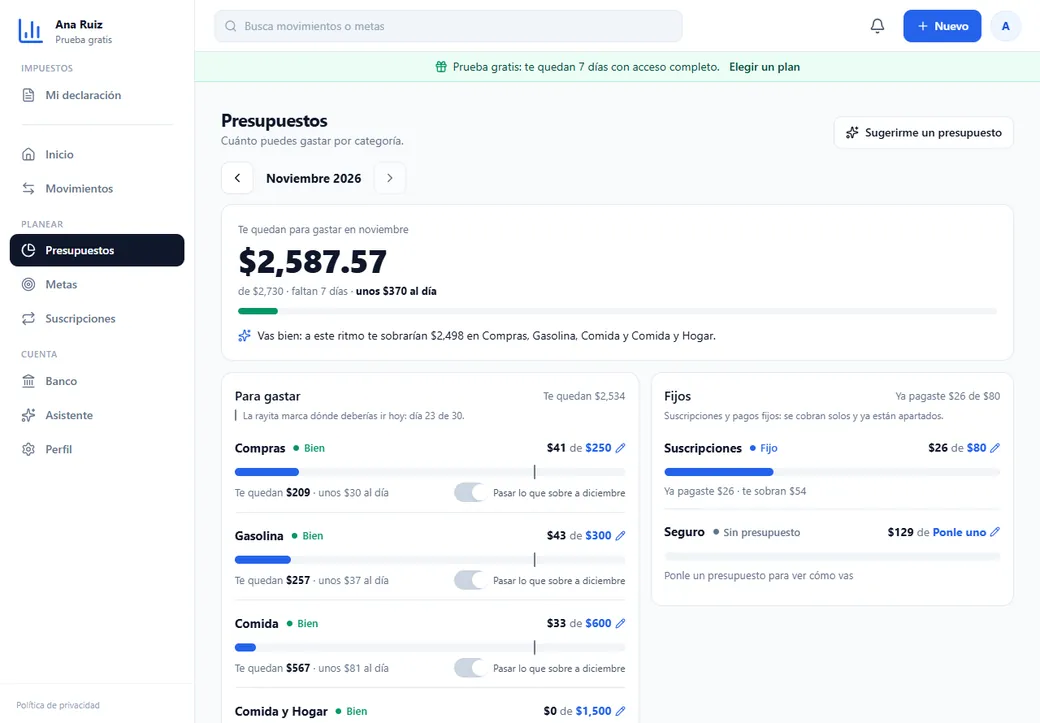 Ana Ruiz
Prueba gratis
IMPUESTOS
Mi declaración
Inicio
Movimientos
PLANEAR
Presupuestos
Metas
Suscripciones
CUENTA
Banco
Asistente
Perfil
Política de privacidad
Busca movimientos o metas
+ Nuevo
A
Prueba gratis: te quedan 7 días con acceso completo. Elegir un plan
Presupuestos
Cuánto puedes gastar por categoría.
Sugerirme un presupuesto
Noviembre 2026
Te quedan para gastar en noviembre
$2,587.57
de $2,730 · faltan 7 días · unos $370 al día
Vas bien: a este ritmo te sobrarían $2,498 en Compras, Gasolina, Comida y Comida y Hogar.
Para gastar
Te quedan $2,534
La rayita marca dónde deberías ir hoy: día 23 de 30.
Compras • Bien
$41 de $250
Te quedan $209 · unos $30 al día
Pasar lo que sobre a diciembre
Gasolina • Bien
$43 de $300
Te quedan $257 · unos $37 al día
Pasar lo que sobre a diciembre
Comida • Bien
$33 de $600
Te quedan $567 · unos $81 al día
Pasar lo que sobre a diciembre
Comida y Hogar • Bien
$0 de $1,500
Fijos
Ya pagaste $26 de $80
Suscripciones y pagos fijos: se cobran solos y ya están apartados.
Suscripciones • Fijo
$26 de $80
Ya pagaste $26 · te sobran $54
Seguro • Sin presupuesto
$129 de Ponle uno
Ponle un presupuesto para ver cómo vas